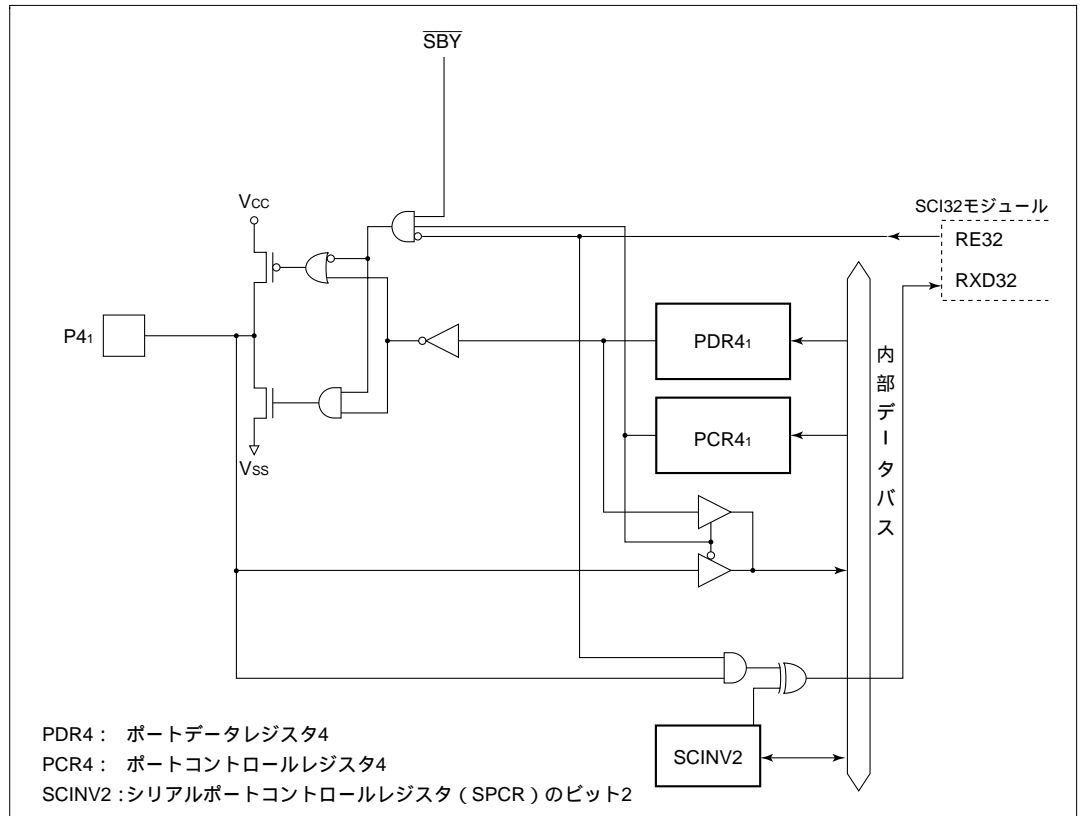 SBY
VCC
SCI32モジュール
RE32
RXD32
P41
PDR41
PCR41
内部データバス
VSS
SCINV2
PDR4： ポートデータレジスタ4
PCR4： ポートコントロールレジスタ4
SCINV2：シリアルポートコントロールレジスタ（SPCR）のビット2